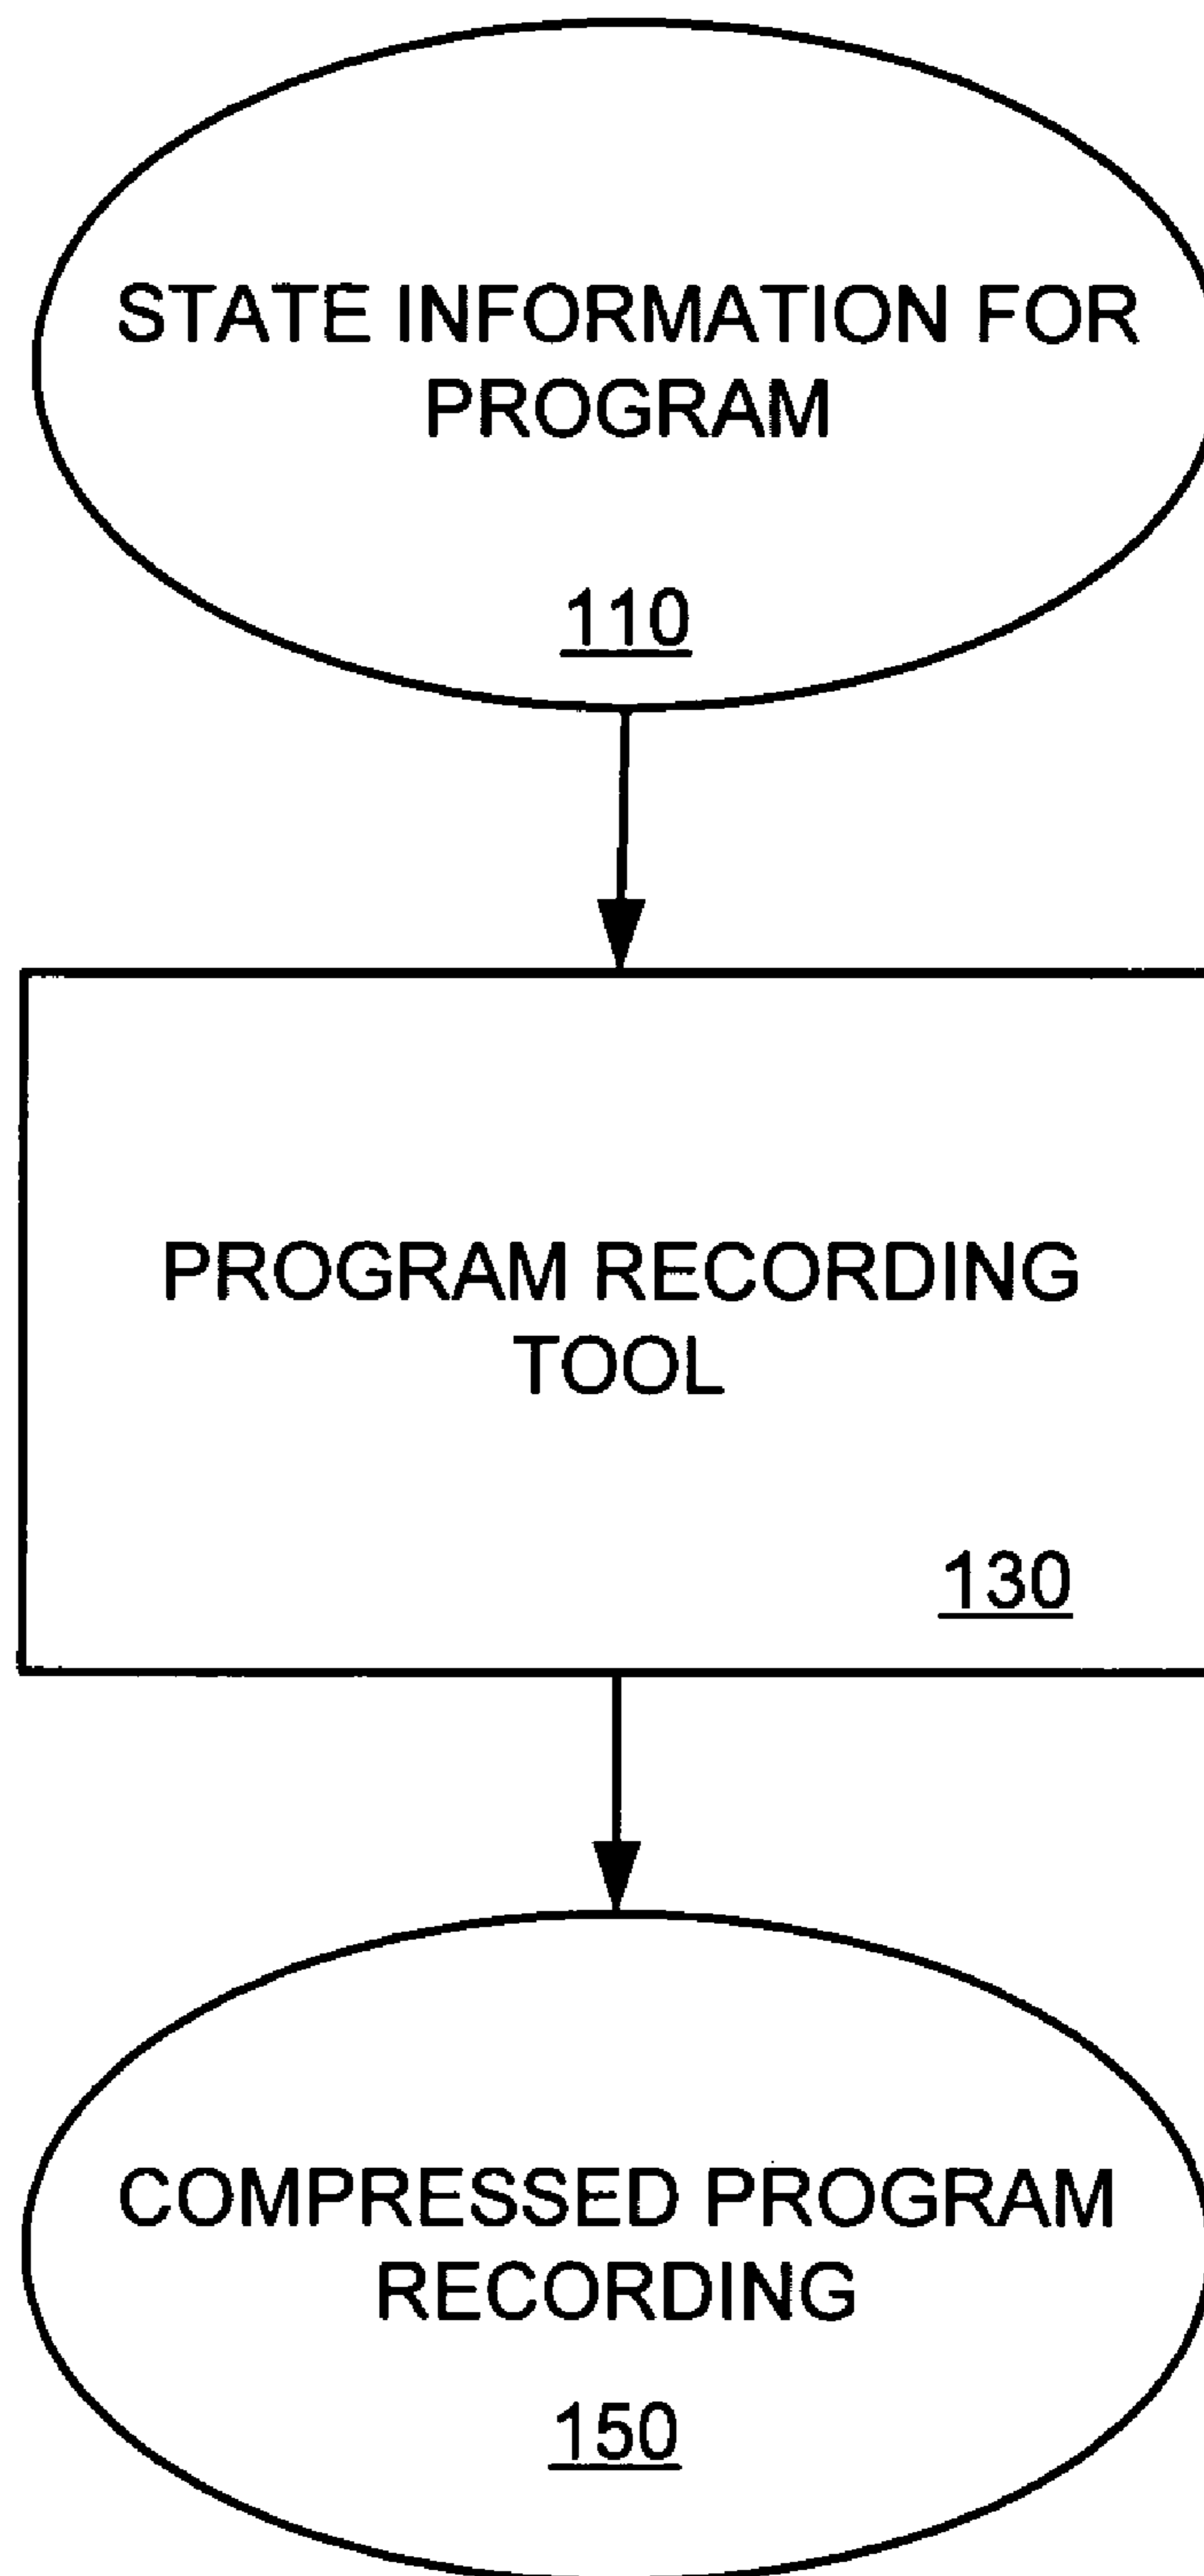 STATE INFORMATION FOR
PROGRAM
110
PROGRAM RECORDING
TOOL
130
COMPRESSED PROGRAM
RECORDING
150